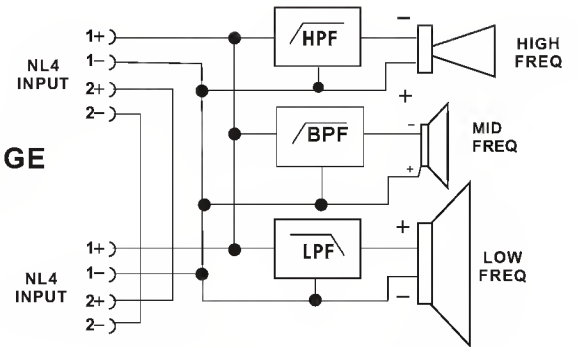 1+
1−
2+
2−
NL4
INPUT
HPF
−
+
HIGH
FREQ
GE
BPF
−
+
MID
FREQ
1+
1−
2+
2−
NL4
INPUT
LPF
+
−
LOW
FREQ